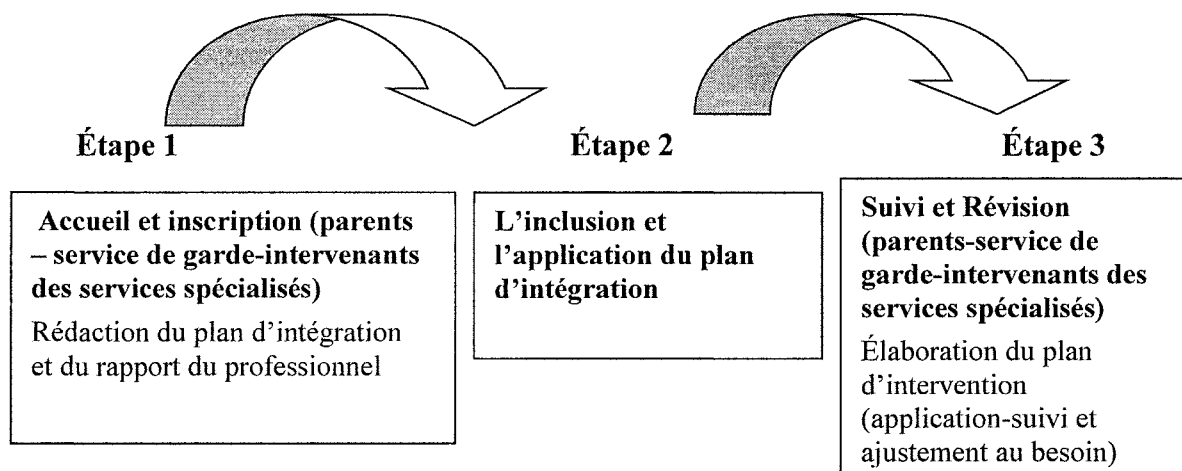 Étape 1
Étape 2
Étape 3
Accueil et inscription (parents
– service de garde-intervenants
des services spécialisés)
Rédaction du plan d’intégration
et du rapport du professionnel
L’inclusion et
l’application du plan
d’intégration
Suivi et Révision
(parents-service de
garde-intervenants des
services spécialisés)
Élaboration du plan
d’intervention
(application-suivi et
ajustement au besoin)